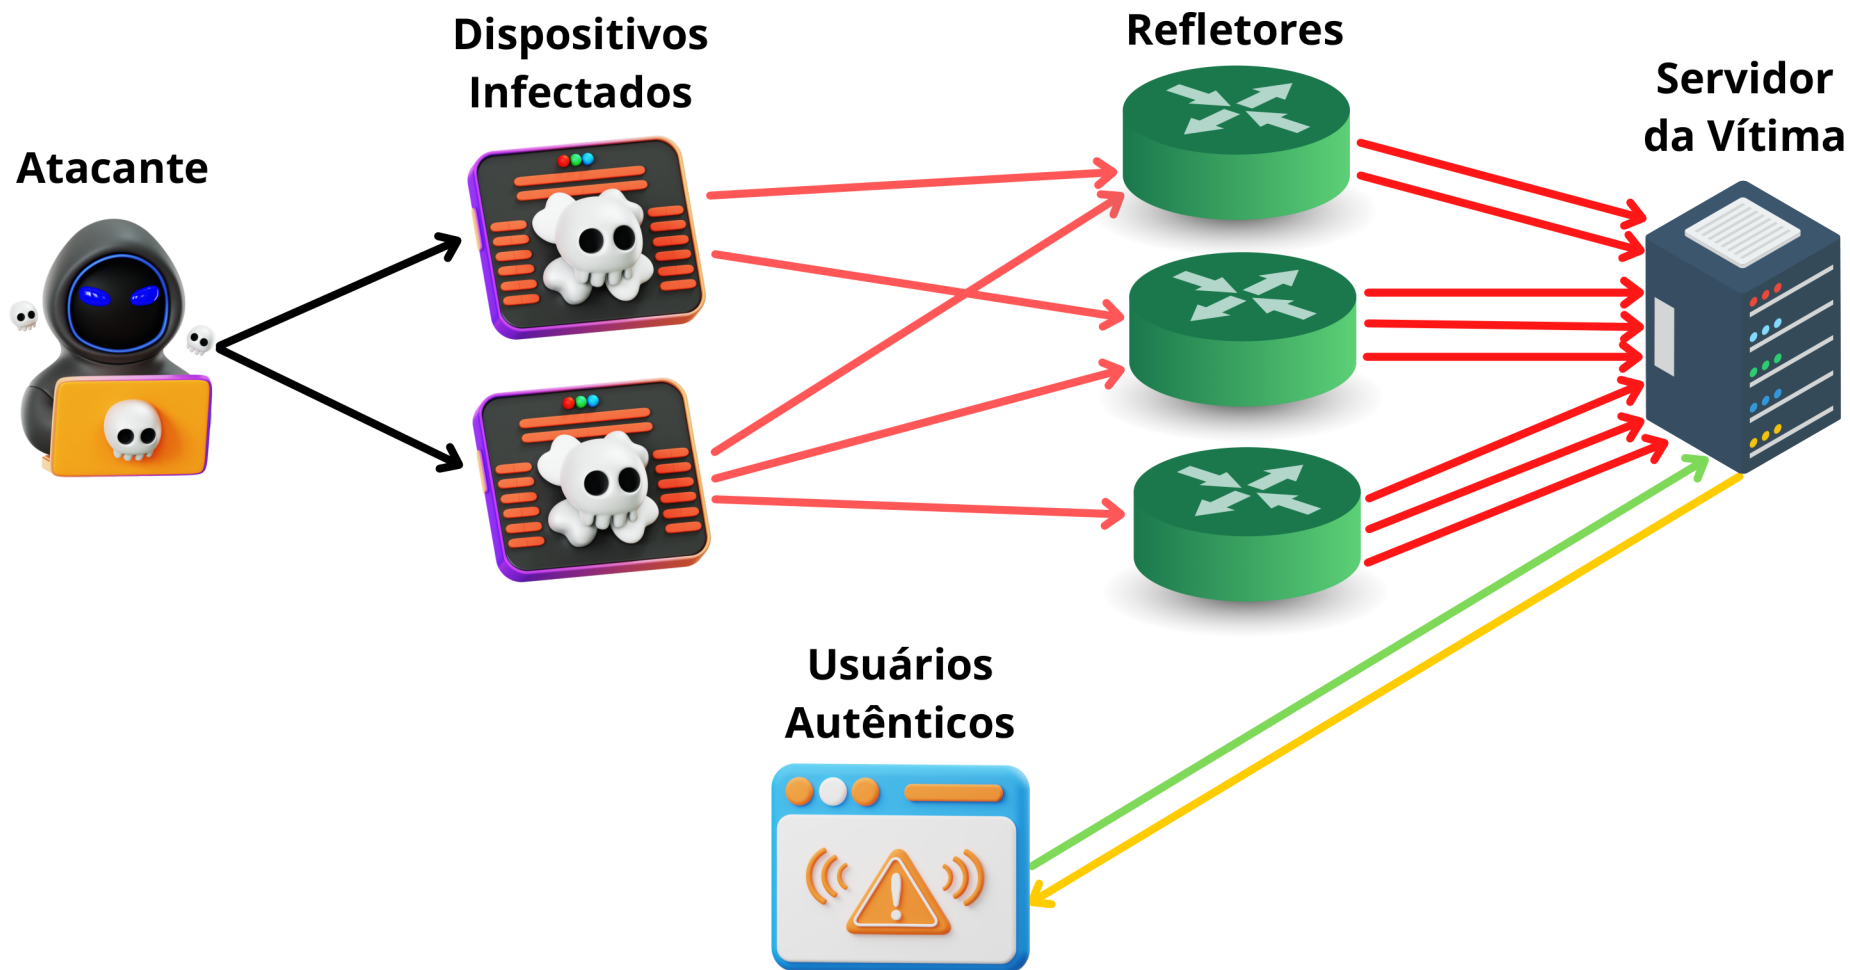 Atacante
Dispositivos
Infectados
Refletores
Servidor
da Vítima
Usuários
Autênticos